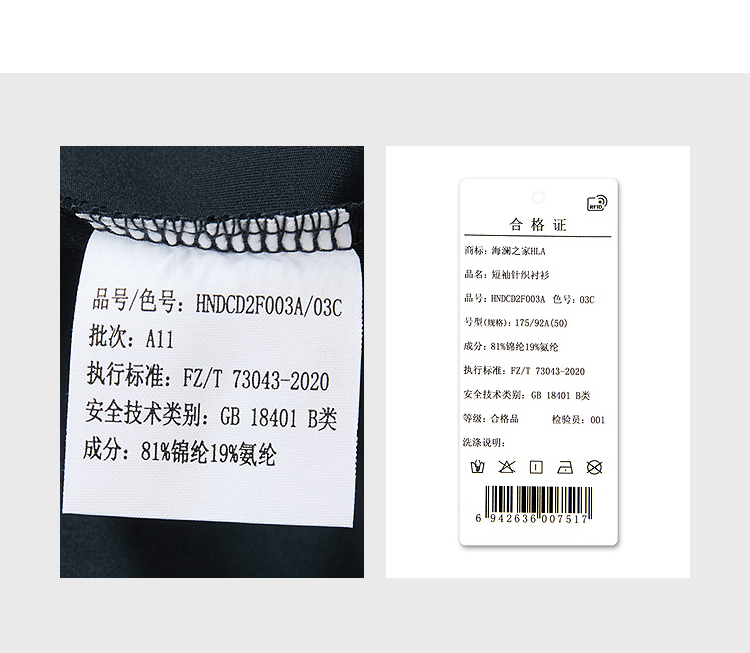 品号/色号：HNDCD2F003A/03C
批次：A11
执行标准：FZ/T 73043-2020
安全技术类别：GB 18401 B类
成分：81%锦纶19%氨纶
RFID
合格证
商标：海澜之家HLA
品名：短袖针织衬衫
品号：HNDCD2F003A 色号：03C
号型(规格)：175/92A(50)
成分：81%锦纶19%氨纶
执行标准：FZ/T 73043-2020
安全技术类别：GB 18401 B类
等级：合格品 检验员：001
洗涤说明：
6 942636 007517